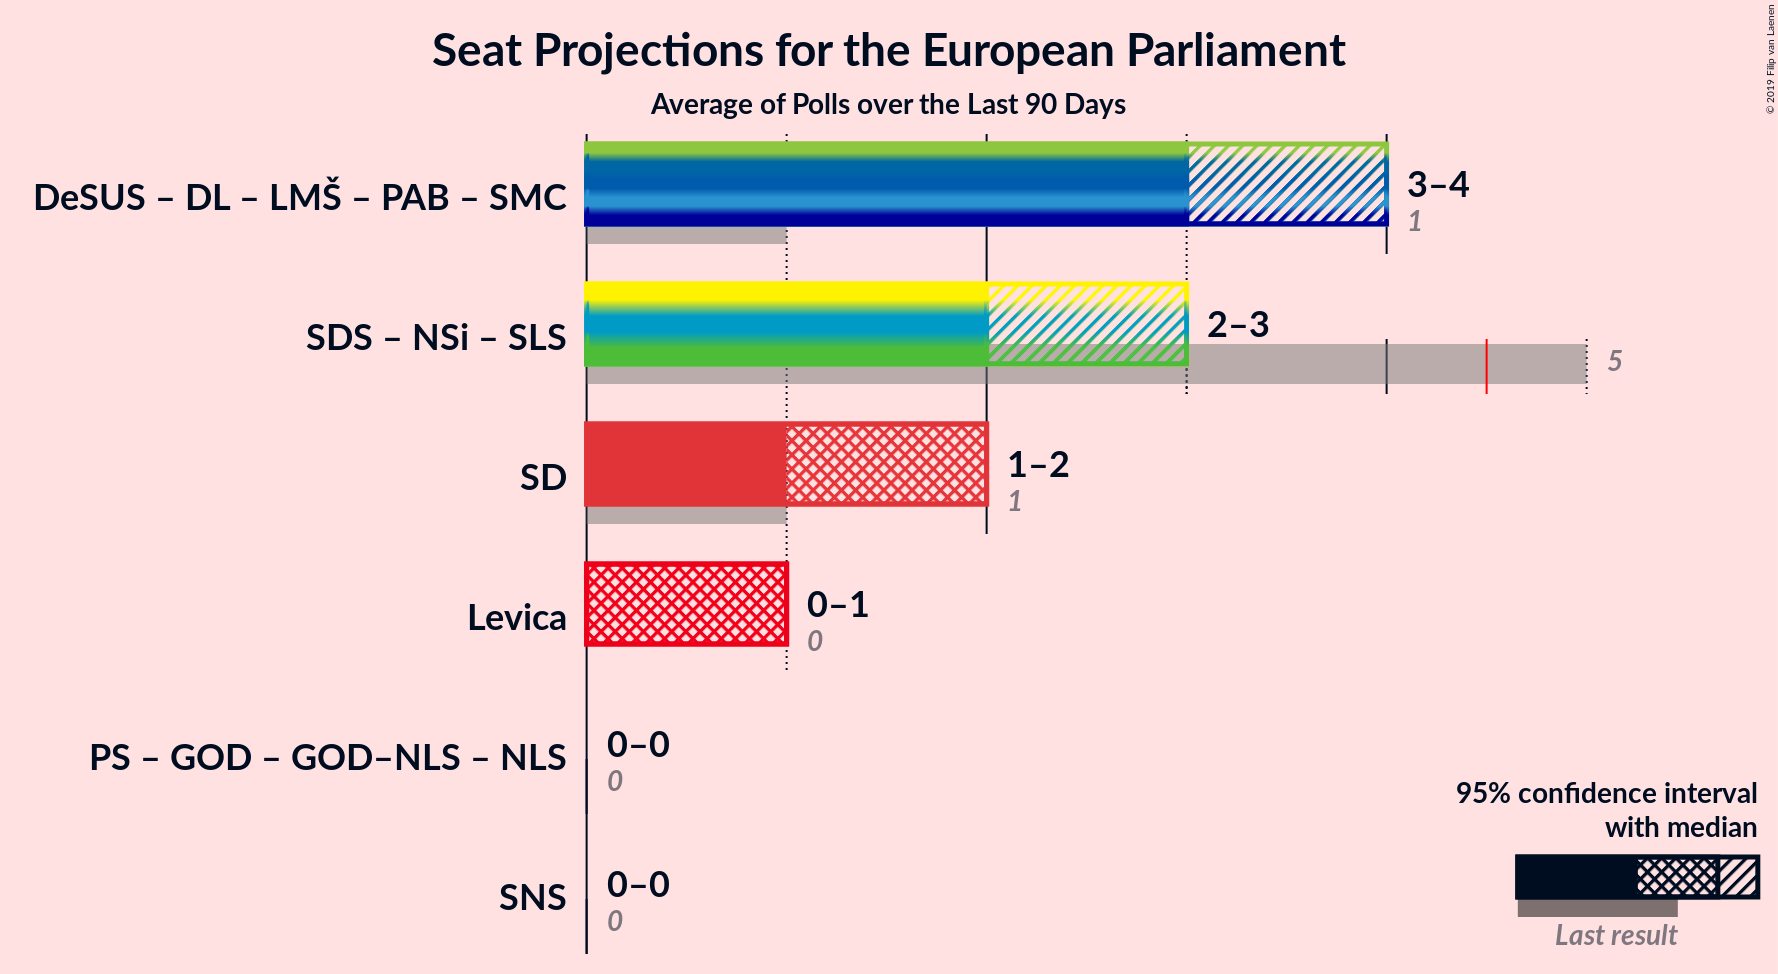 Seat Projections for the European Parliament
Average of Polls over the Last 90 Days
© 2019 Filip van Laenen
DeSUS – DL – LMŠ – PAB – SMC
3–4
1
SDS – NSi – SLS
2–3
5
SD
1–2
1
Levica
0–1
0
PS – GOD – GOD–NLS – NLS
0–0
0
SNS
0–0
0
95% confidence interval
with median
Last result